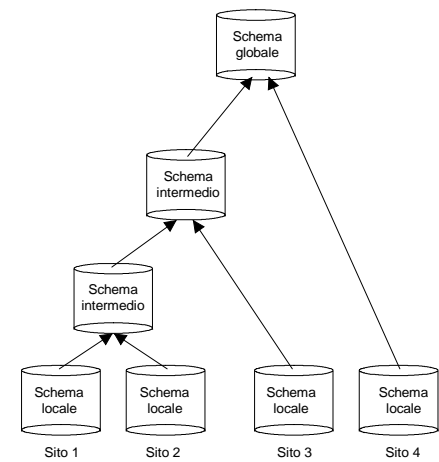 Schema
globale
Schema
intermedio
Schema
intermedio
Schema
locale
Schema
locale
Schema
locale
Schema
locale
Sito 1
Sito 2
Sito 3
Sito 4